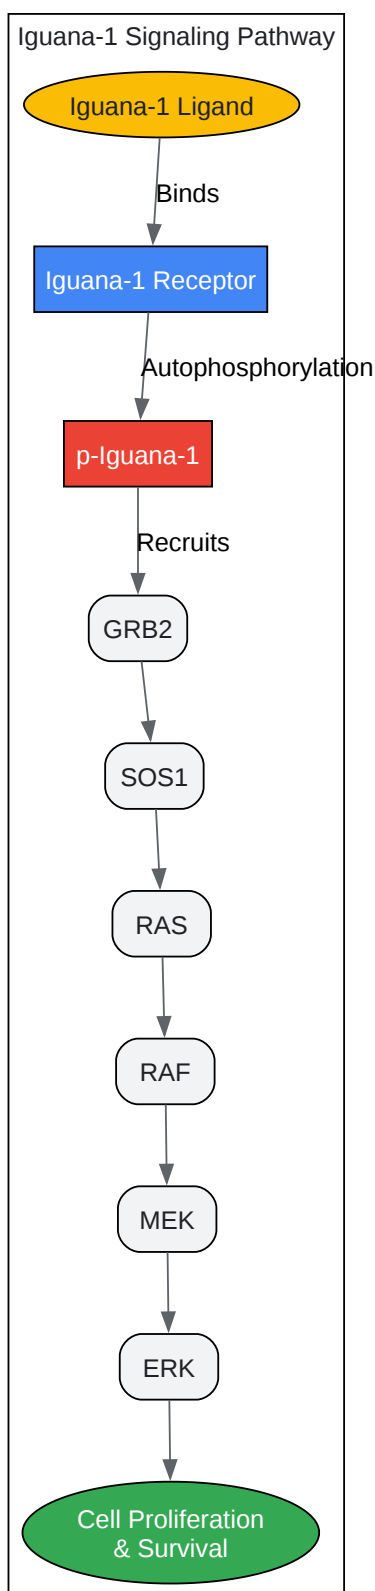 Iguana-1 Signaling Pathway
Iguana-1 Ligand
Binds
Iguana-1 Receptor
Autophosphorylation
p-Iguana-1
Recruits
GRB2
SOS1
RAS
RAF
MEK
ERK
Cell Proliferation
& Survival